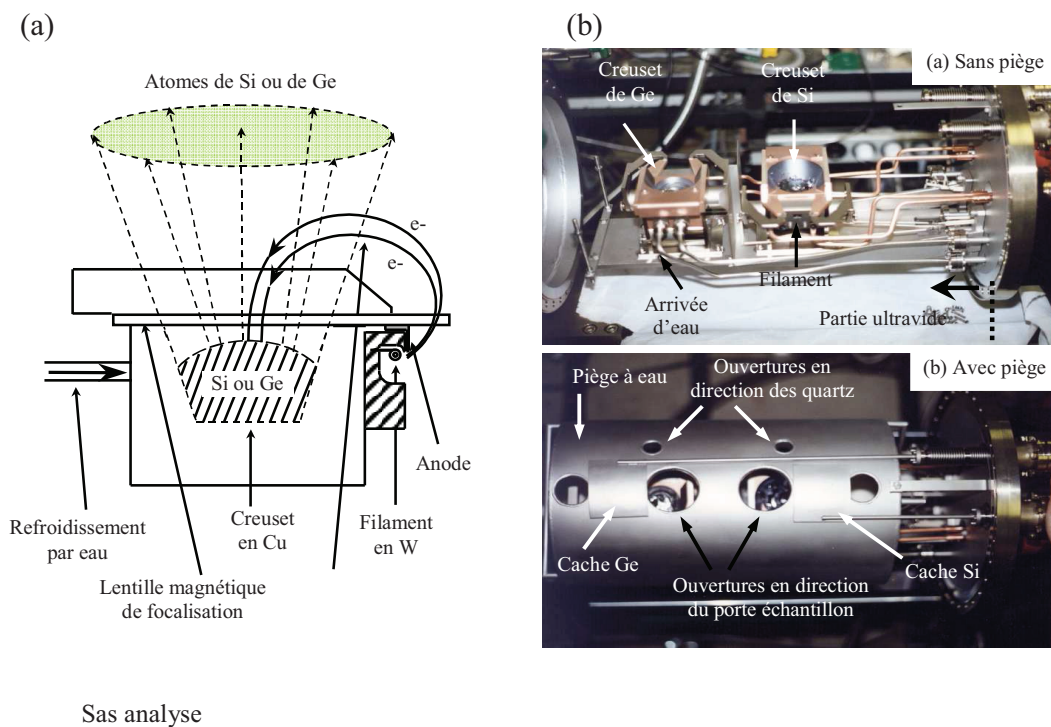 (a)
Atomes de Si ou de Ge
e-
e-
Si ou Ge
Anode
Refroidissement
par eau
Creuset
en Cu
Filament
en W
Lentille magnétique
de focalisation
(b)
(a) Sans piège
Creuset
de Ge
Creuset
de Si
Filament
Arrivée
d'eau
Partie ultravide
(b) Avec piège
Piège à eau
Ouvertures en
direction des quartz
Cache Ge
Ouvertures en direction
du porte échantillon
Cache Si
Sas analyse